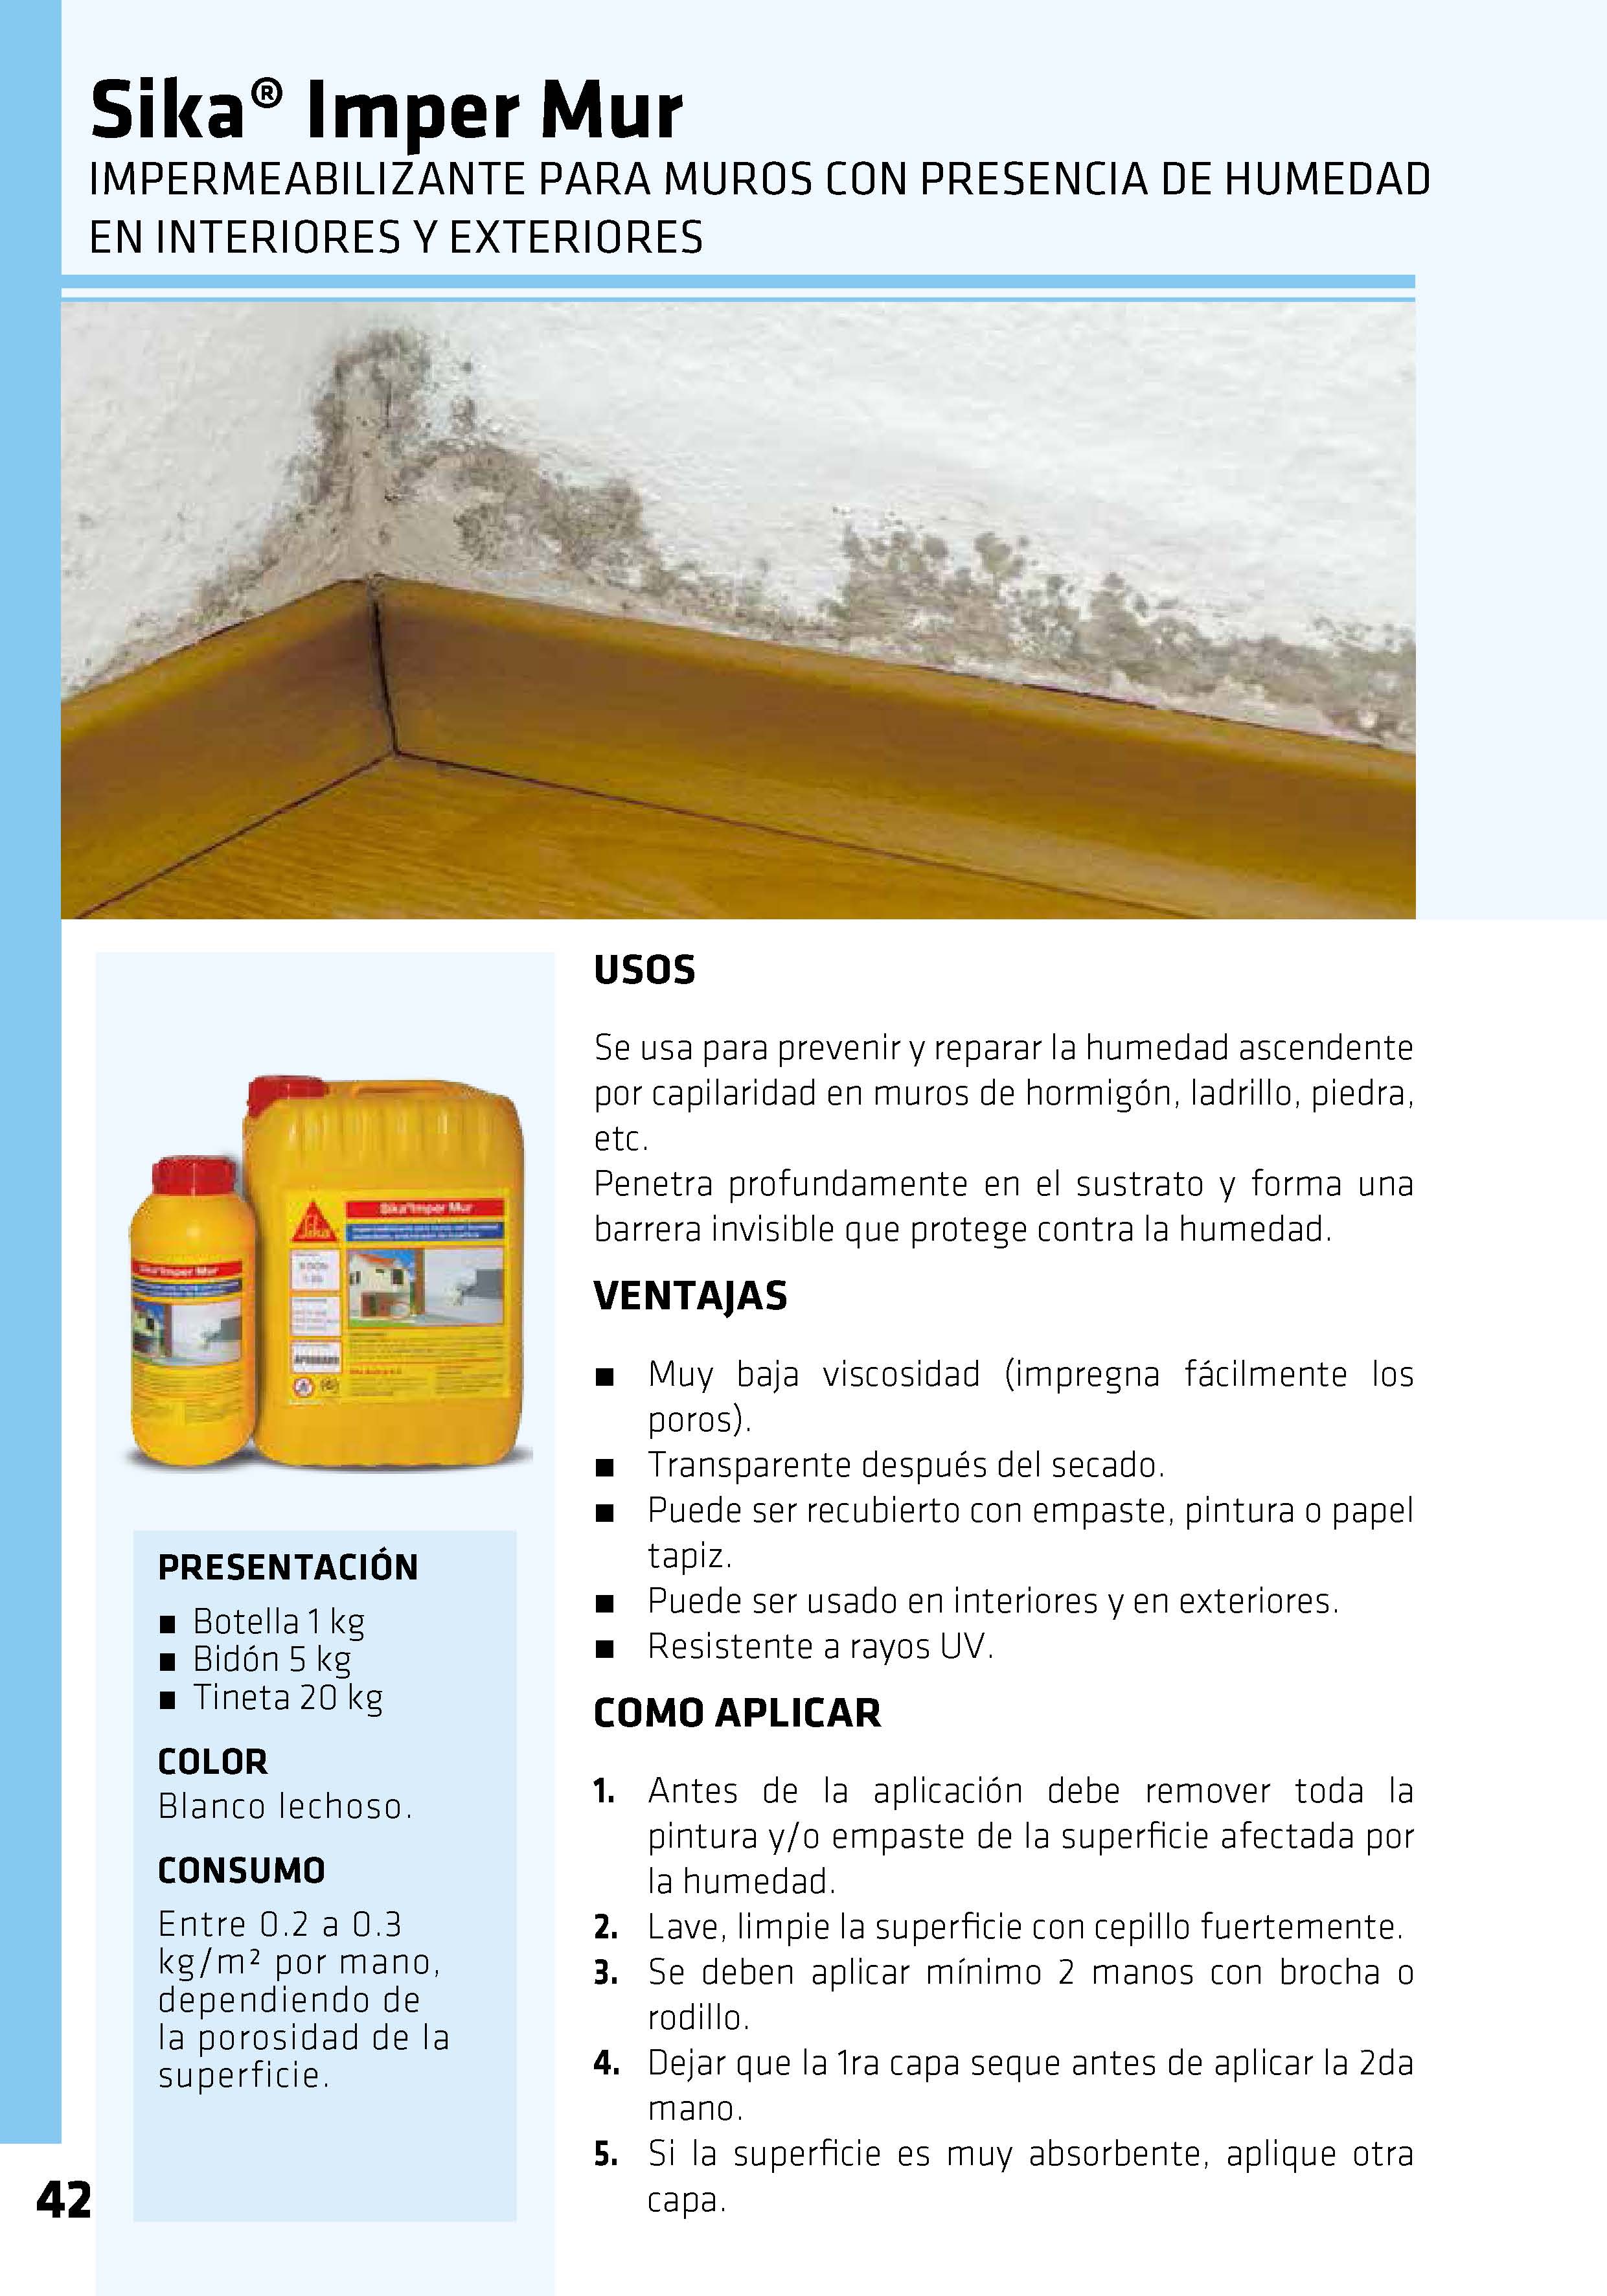 Sika® Imper Mur
IMPERMEABILIZANTE PARA MUROS CON PRESENCIA DE HUMEDAD
EN INTERIORES Y EXTERIORES
USOS
Se usa para prevenir y reparar la humedad ascendente
por capilaridad en muros de hormigón, ladrillo, piedra,
etc.
Penetra profundamente en el sustrato y forma una
barrera invisible que protege contra la humedad.
VENTAJAS
■ Muy baja viscosidad (impregna fácilmente los
poros).
■ Transparente después del secado.
■ Puede ser recubierto con empaste, pintura o papel
tapiz.
■ Puede ser usado en interiores y en exteriores.
■ Resistente a rayos UV.
COMO APLICAR
1. Antes de la aplicación debe remover toda la
pintura y/o empaste de la superficie afectada por
la humedad.
2. Lave, limpie la superficie con cepillo fuertemente.
3. Se deben aplicar mínimo 2 manos con brocha o
rodillo.
4. Dejar que la 1ra capa seque antes de aplicar la 2da
mano.
5. Si la superficie es muy absorbente, aplique otra
capa.
Sika®Imper Mur
Sika
Sika®Imper Mur
PRESENTACIÓN
■ Botella 1 kg
■ Bidón 5 kg
■ Tineta 20 kg
COLOR
Blanco lechoso.
CONSUMO
Entre 0.2 a 0.3
kg/m² por mano,
dependiendo de
la porosidad de la
superficie.
42